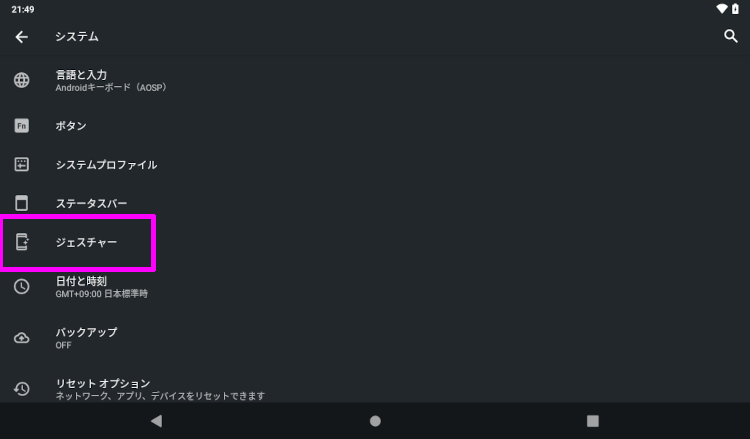 21:49
システム
言語と入力
Androidキーボード（AOSP）
Fn
ボタン
システムプロファイル
ステータスバー
ジェスチャー
日付と時刻
GMT+09:00 日本標準時
バックアップ
OFF
リセット オプション
ネットワーク、アプリ、デバイスをリセットできます